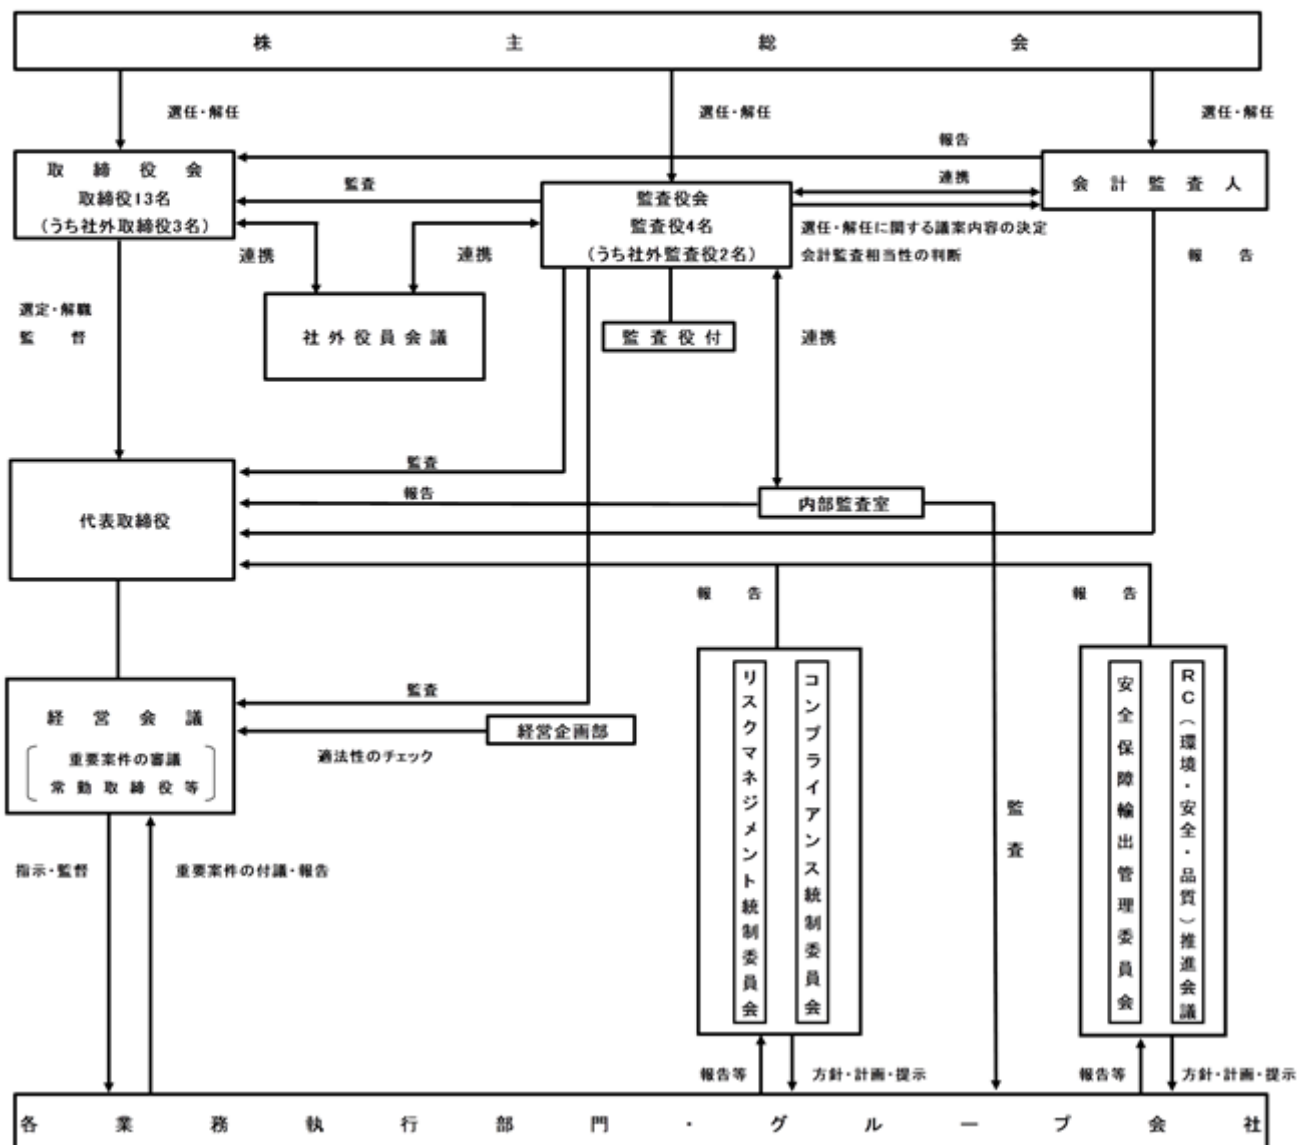 株主総会
選任・解任
選任・解任
選任・解任
取締役会
取締役13名
(うち社外取締役3名)
報告
監査
監査役会
監査役4名
(うち社外監査役2名)
連携
会計監査人
選任・解任に関する議案内容の決定
会計監査相当性の判断
報告
連携
連携
社外役員会議
監査役付
連携
選定・解職
監督
代表取締役
監査
報告
内部監査室
報告
報告
経営会議
重要案件の審議
常勤取締役等
監査
経営企画部
適法性のチェック
リスクマネジメント統制委員会
コンプライアンス統制委員会
監査
安全保障輸出管理委員会
RC(環境・安全・品質)推進会議
指示・監督
重要案件の付議・報告
報告等
方針・計画・提示
報告等
方針・計画・提示
各業務執行部門・グループ会社